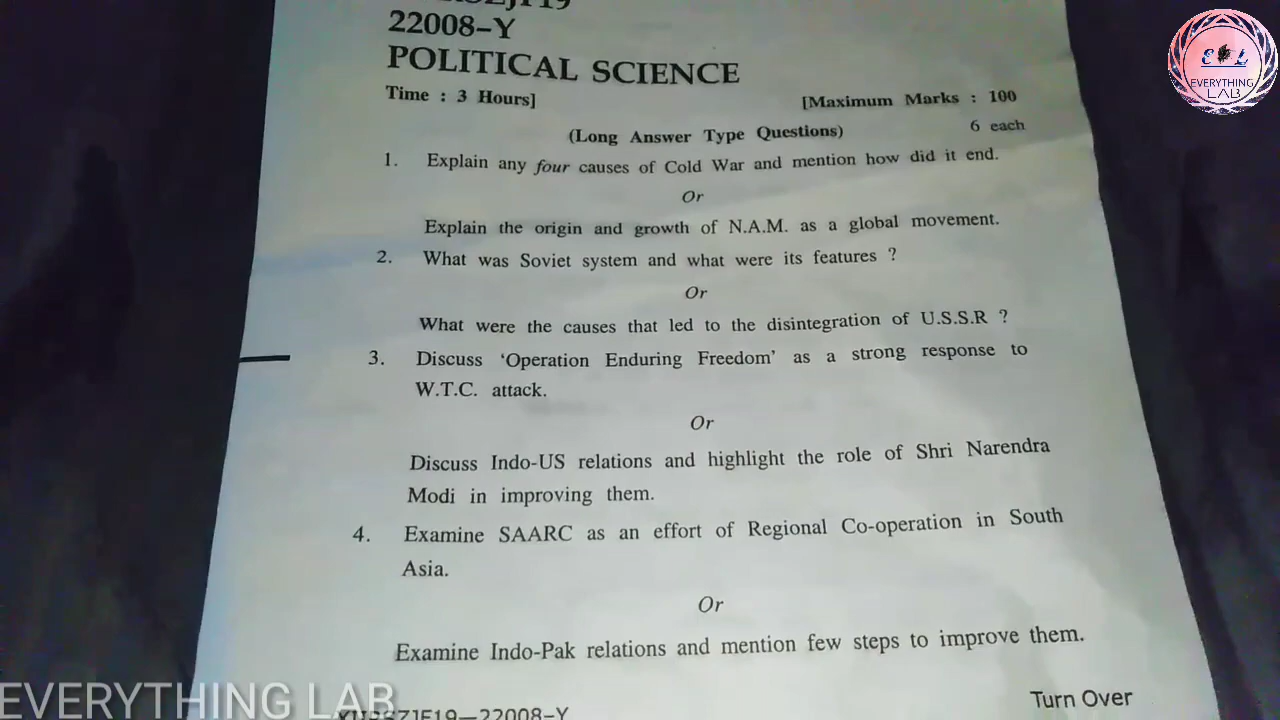 22008–Y
POLITICAL SCIENCE
Time : 3 Hours]
[Maximum Marks : 100
(Long Answer Type Questions)
6 each
1. Explain any four causes of Cold War and mention how did it end.
Or
Explain the origin and growth of N.A.M. as a global movement.
2. What was Soviet system and what were its features ?
Or
What were the causes that led to the disintegration of U.S.S.R ?
3. Discuss ‘Operation Enduring Freedom’ as a strong response to
W.T.C. attack.
Or
Discuss Indo-US relations and highlight the role of Shri Narendra
Modi in improving them.
4. Examine SAARC as an effort of Regional Co-operation in South
Asia.
Or
Examine Indo-Pak relations and mention few steps to improve them.
Turn Over
22008–Y
EVERYTHING LAB
E L
EVERYTHING
LAB